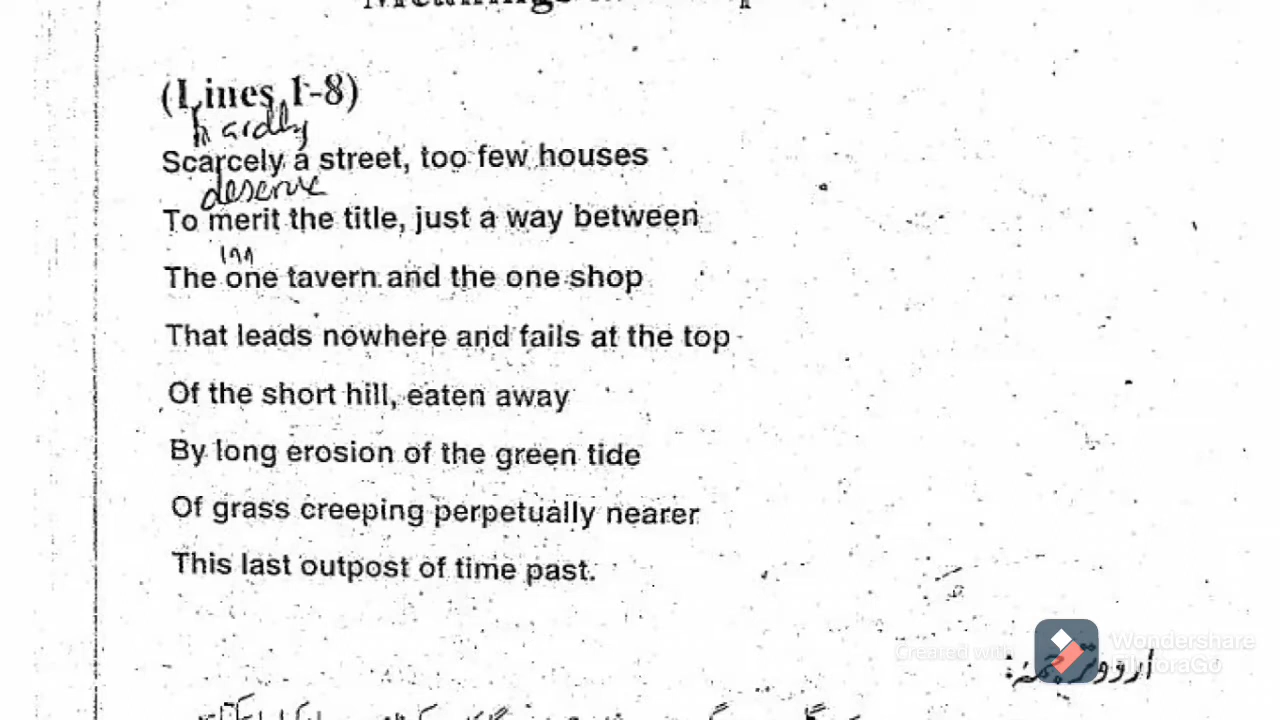 (Lines 1-8)
hardly
Scarcely a street, too few houses
deserve
To merit the title, just a way between
inn
The one tavern and the one shop
That leads nowhere and fails at the top
Of the short hill, eaten away
By long erosion of the green tide
Of grass creeping perpetually nearer
This last outpost of time past.
Created with Wondershare FilmoraGo